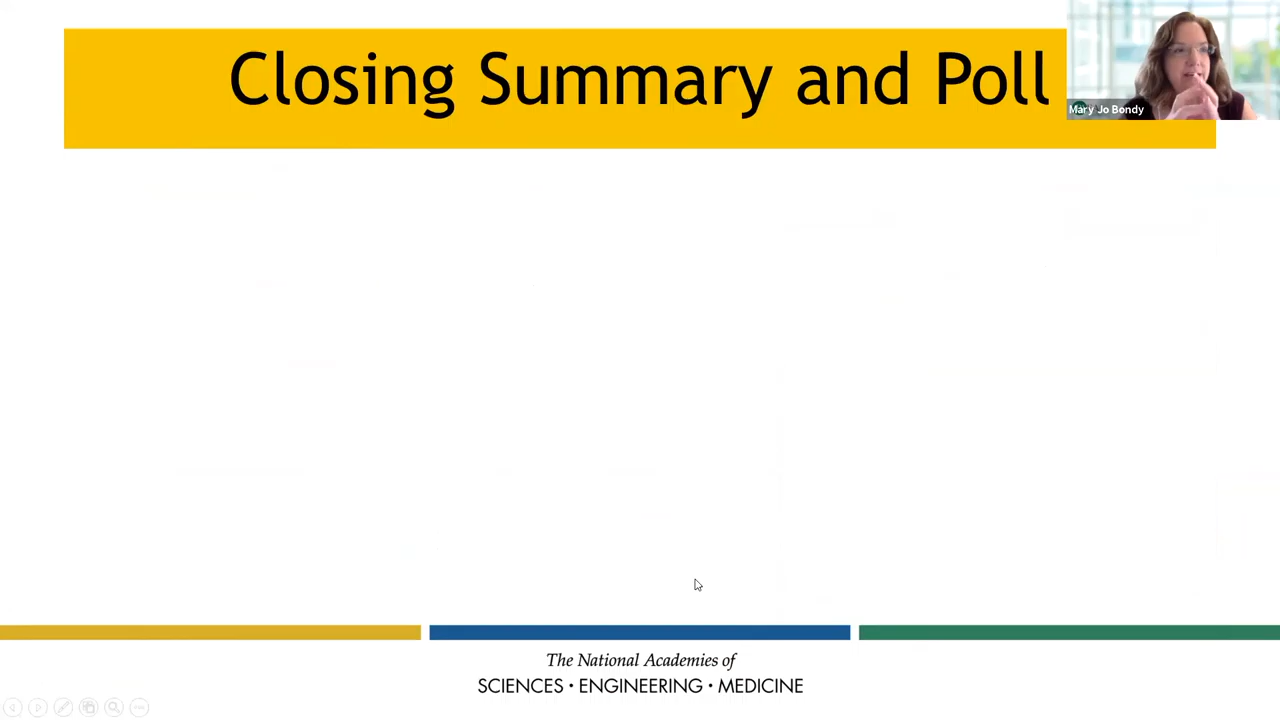 Closing Summary and Poll
Mary Jo Bondy
The National Academies of
SCIENCES • ENGINEERING • MEDICINE